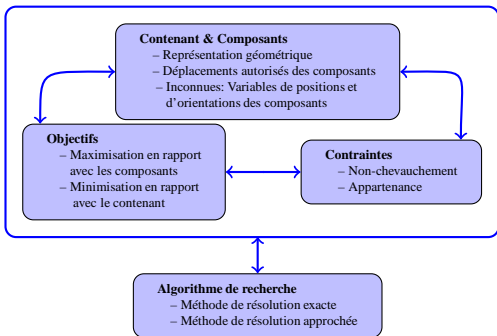 Contenant & Composants
– Représentation géométrique
– Déplacements autorisés des composants
– Inconnues: Variables de positions et
d'orientations des composants
Objectifs
– Maximisation en rapport
avec les composants
– Minimisation en rapport
avec le contenant
Contraintes
– Non-chevauchement
– Appartenance
Algorithme de recherche
– Méthode de résolution exacte
– Méthode de résolution approchée